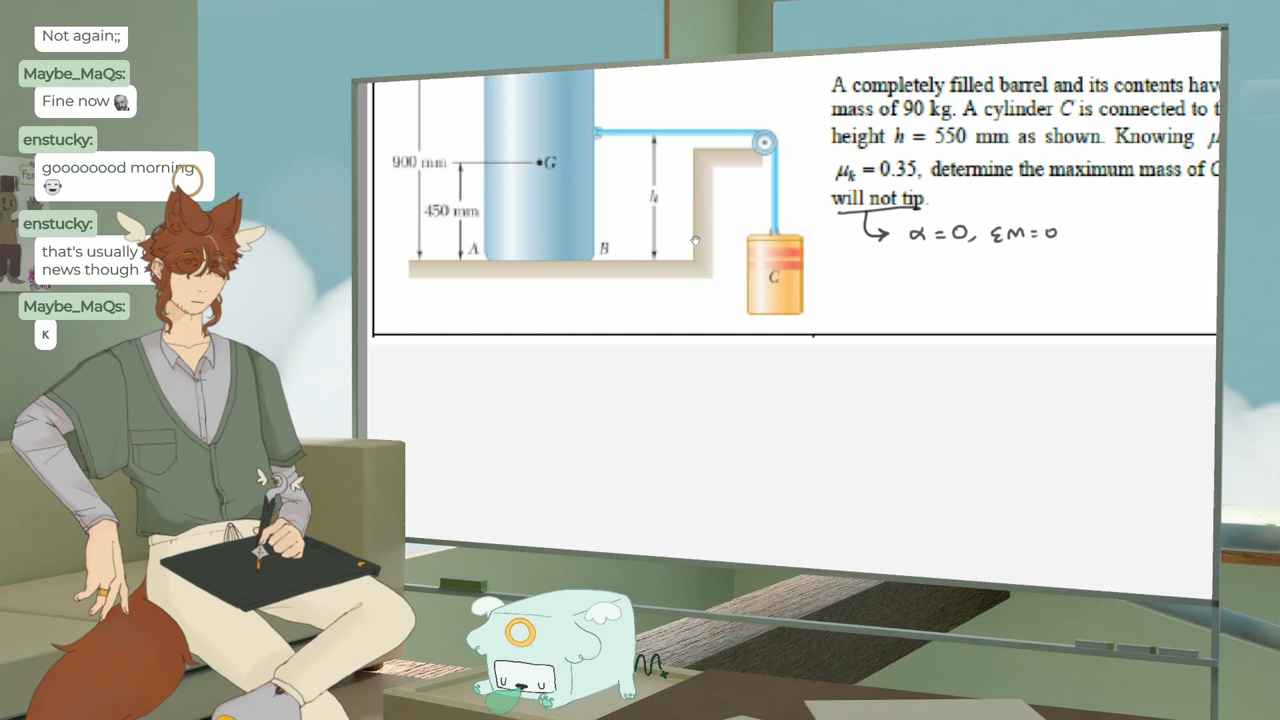 Not again;;
Maybe_MaQs:
Fine now
enstucky:
goooooood morning
enstucky:
that's usually
news though
Maybe_MaQs:
K
900 mm
G
450 mm
h
A
B
C
A completely filled barrel and its contents hav
mass of 90 kg. A cylinder C is connected to t
height h = 550 mm as shown. Knowing μ
μk = 0.35, determine the maximum mass of C
will not tip.
α = 0, ΣM = 0